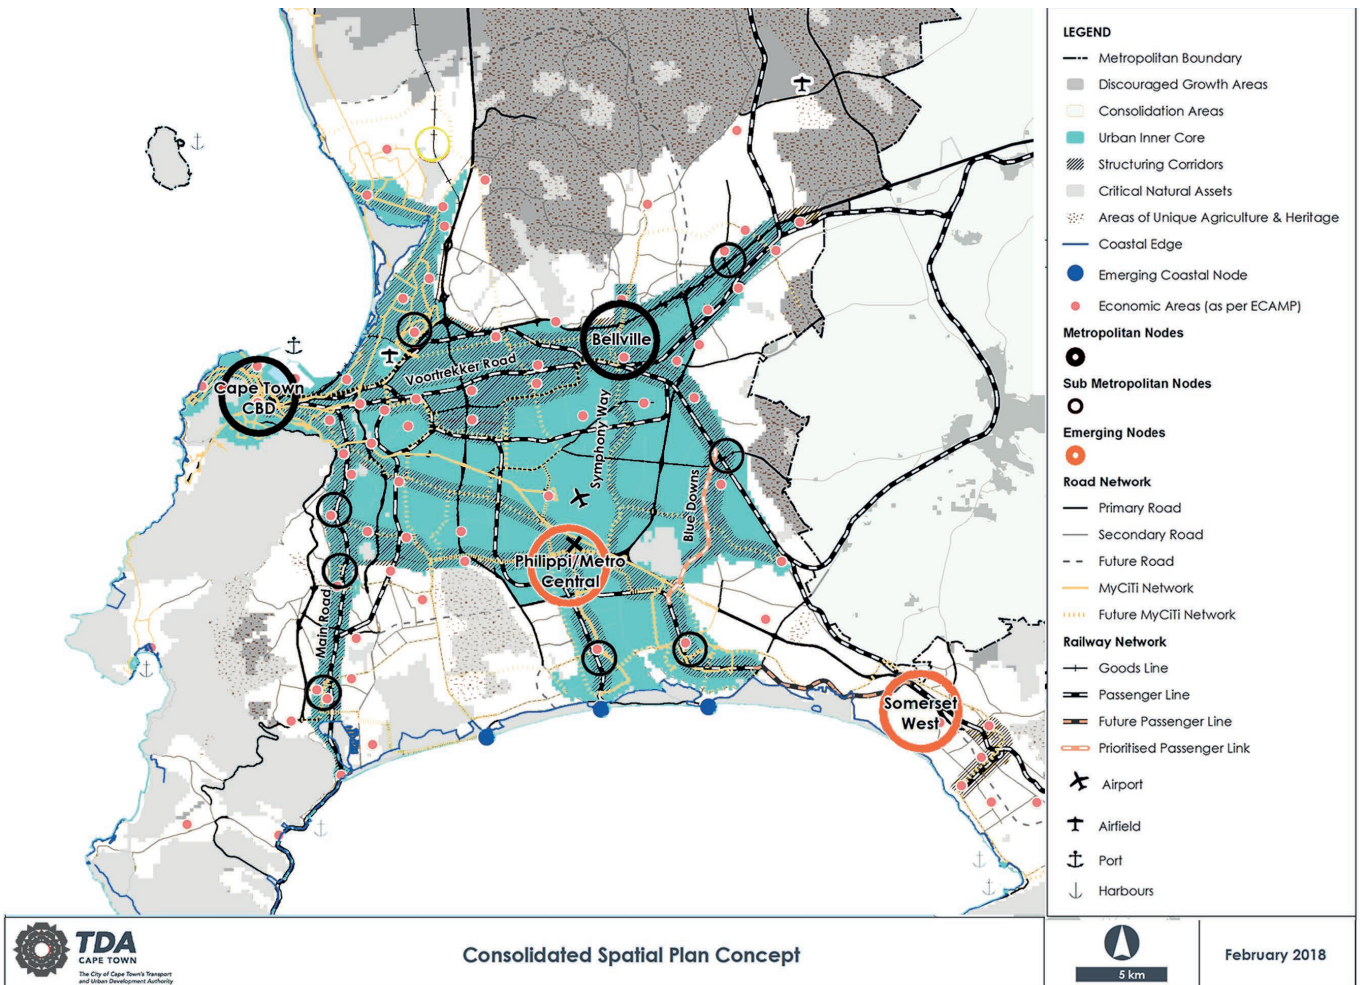 Cape Town
CBD
Voortrekker Road
Bellville
Symphony Way
Blue Downs
Philippi/Metro
Central
Main Road
Somerset
West
LEGEND
Metropolitan Boundary
Discouraged Growth Areas
Consolidation Areas
Urban Inner Core
Structuring Corridors
Critical Natural Assets
Areas of Unique Agriculture & Heritage
Coastal Edge
Emerging Coastal Node
Economic Areas (as per ECAMP)
Metropolitan Nodes
Sub Metropolitan Nodes
Emerging Nodes
Road Network
Primary Road
Secondary Road
Future Road
MyCiTi Network
Future MyCiTi Network
Railway Network
Goods Line
Passenger Line
Future Passenger Line
Prioritised Passenger Link
Airport
Airfield
Port
Harbours
TDA
CAPE TOWN
The City of Cape Town's Transport
and Urban Development Authority
Consolidated Spatial Plan Concept
5 km
February 2018